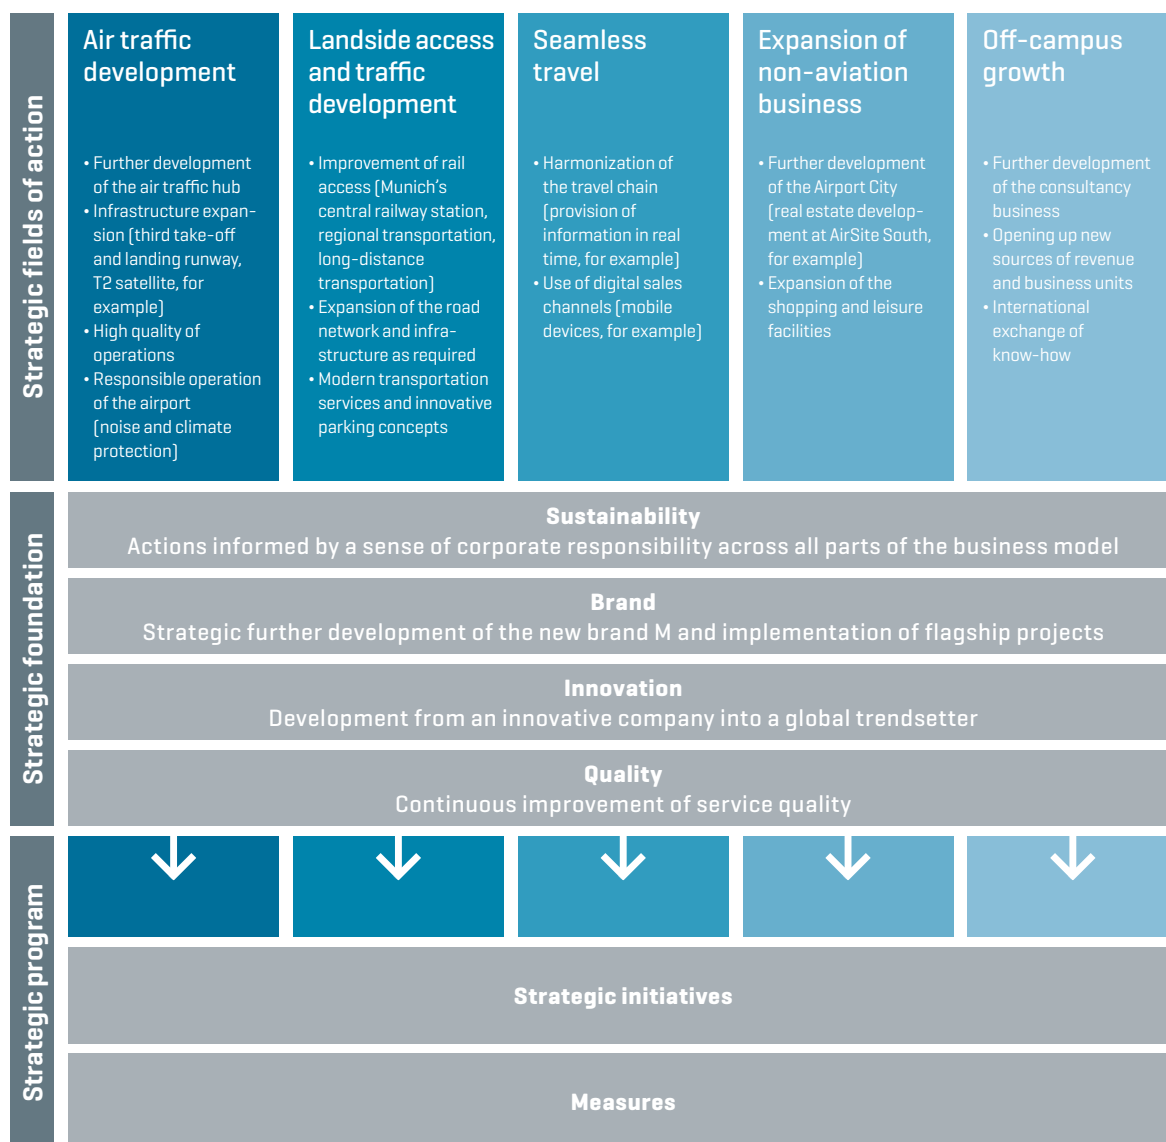 Strategic fields of action
Air traffic
development
• Further development
of the air traffic hub
• Infrastructure expan-
sion (third take-off
and landing runway,
T2 satellite, for
example)
• High quality of
operations
• Responsible operation
of the airport
(noise and climate
protection)
Landside access
and traffic
development
• Improvement of rail
access (Munich's
central railway station,
regional transportation,
long-distance
transportation)
• Expansion of the road
network and infra-
structure as required
• Modern transportation
services and innovative
parking concepts
Seamless
travel
• Harmonization of
the travel chain
(provision of
information in real
time, for example)
• Use of digital sales
channels (mobile
devices, for example)
Expansion of
non-aviation
business
• Further development
of the Airport City
(real estate develop-
ment at AirSite South,
for example)
• Expansion of the
shopping and leisure
facilities
Off-campus
growth
• Further development
of the consultancy
business
• Opening up new
sources of revenue
and business units
• International
exchange of
know-how
Strategic foundation
Sustainability
Actions informed by a sense of corporate responsibility across all parts of the business model
Brand
Strategic further development of the new brand M and implementation of flagship projects
Innovation
Development from an innovative company into a global trendsetter
Quality
Continuous improvement of service quality
Strategic program
Strategic initiatives
Measures